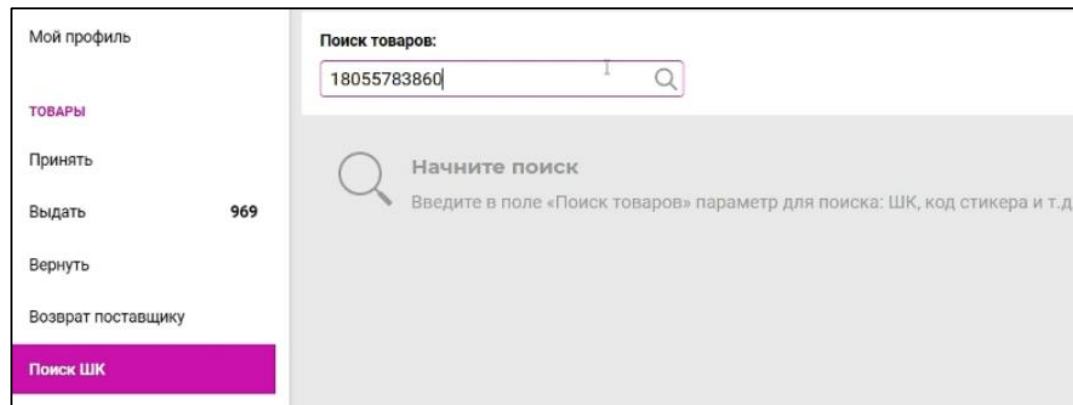 Мой профиль
ТОВАРЫ
Принять
Выдать 969
Вернуть
Возврат поставщику
Поиск ШК
Поиск товаров:
18055783860
Начните поиск
Введите в поле «Поиск товаров» параметр для поиска: ШК, код стикера и т.д